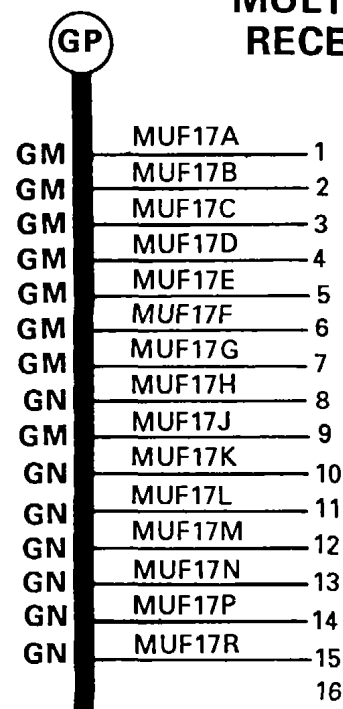 GP
GM MUF17A 1
GM MUF17B 2
GM MUF17C 3
GM MUF17D 4
GM MUF17E 5
GM MUF17F 6
GM MUF17G 7
GN MUF17H 8
GM MUF17J 9
GN MUF17K 10
GN MUF17L 11
GN MUF17M 12
GN MUF17N 13
GN MUF17P 14
GN MUF17R 15
16